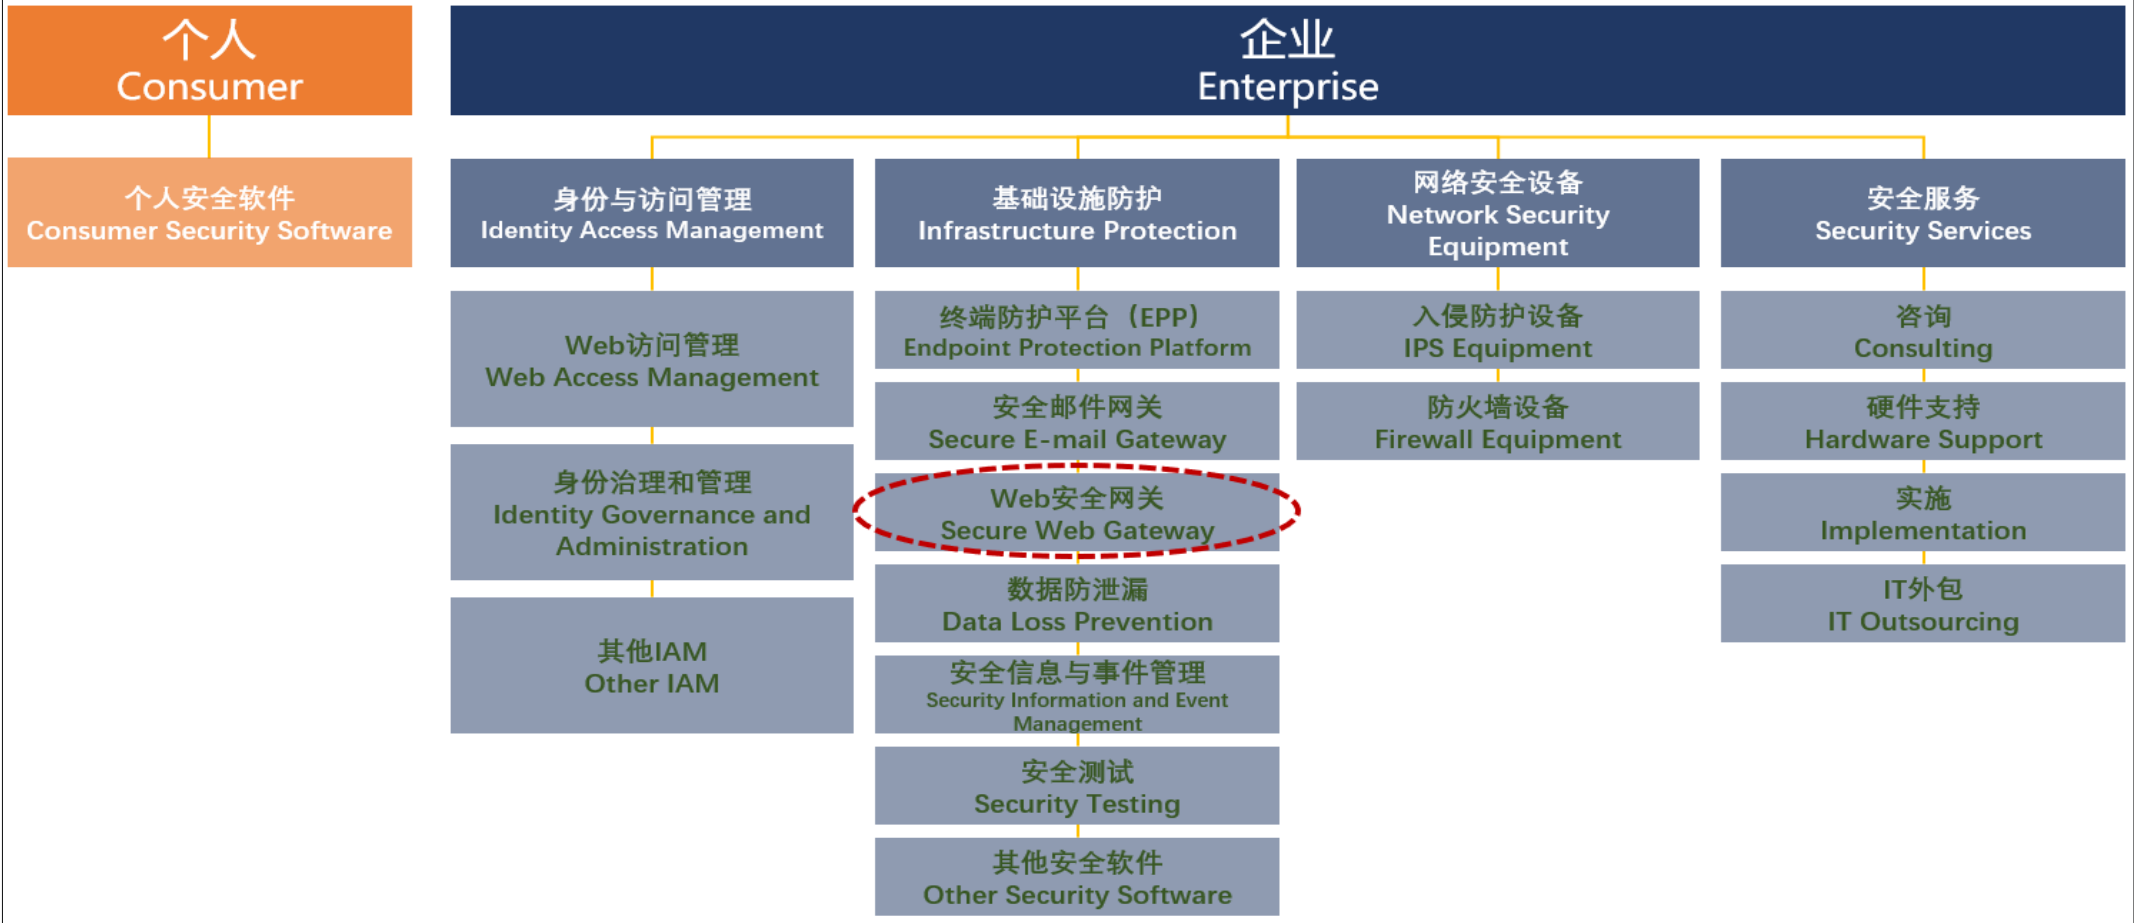 个人
Consumer
企业
Enterprise
个人安全软件
Consumer Security Software
身份与访问管理
Identity Access Management
基础设施防护
Infrastructure Protection
网络安全设备
Network Security
Equipment
安全服务
Security Services
Web访问管理
Web Access Management
身份治理和管理
Identity Governance and
Administration
其他IAM
Other IAM
终端防护平台（EPP）
Endpoint Protection Platform
安全邮件网关
Secure E-mail Gateway
Web安全网关
Secure Web Gateway
数据防泄漏
Data Loss Prevention
安全信息与事件管理
Security Information and Event
Management
安全测试
Security Testing
其他安全软件
Other Security Software
入侵防护设备
IPS Equipment
防火墙设备
Firewall Equipment
咨询
Consulting
硬件支持
Hardware Support
实施
Implementation
IT外包
IT Outsourcing